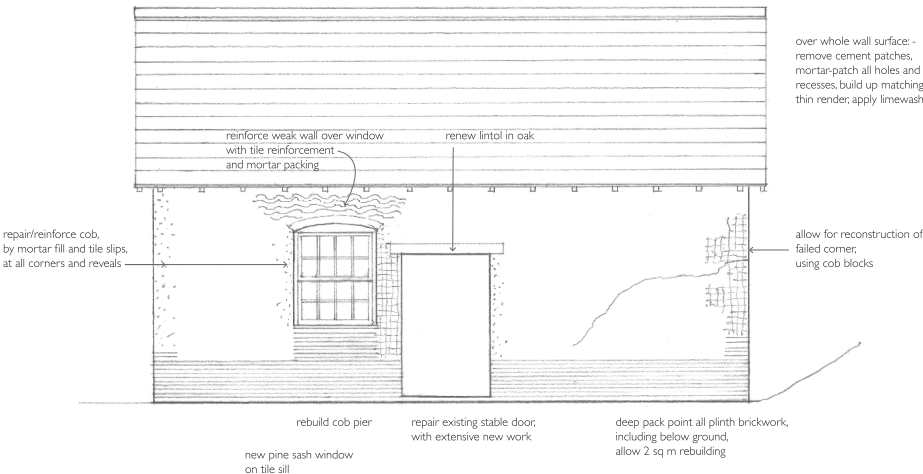 over whole wall surface: -
remove cement patches,
mortar-patch all holes and
recesses, build up matching
thin render, apply limewash
reinforce weak wall over window
with tile reinforcement
and mortar packing
renew lintol in oak
repair/reinforce cob,
by mortar fill and tile slips,
at all corners and reveals
allow for reconstruction of
failed corner,
using cob blocks
rebuild cob pier
repair existing stable door,
with extensive new work
deep pack point all plinth brickwork,
including below ground,
allow 2 sq m rebuilding
new pine sash window
on tile sill